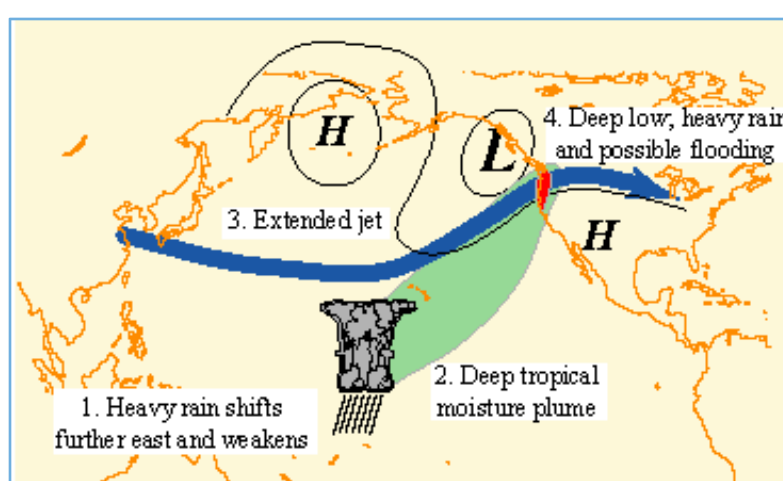 H
L
4. Deep low, heavy rain
and possible flooding
3. Extended jet
H
2. Deep tropical
moisture plume
1. Heavy rain shifts
further east and weakens